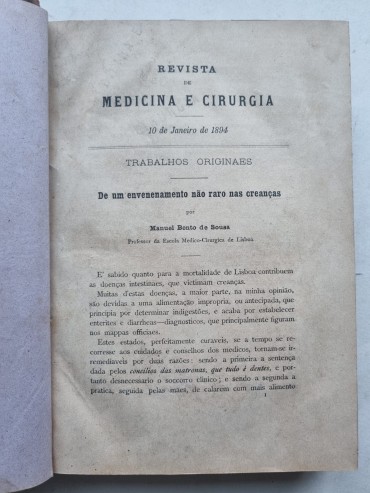 REVISTA
DE
MEDICINA E CIRURGIA
10 de Janeiro de 1894
TRABALHOS ORIGINAES
De um envenenamento não raro nas creanças
por
Manuel Bento de Sousa
Professor da Escola Medico-Cirurgica de Lisboa
E' sabido quanto para a mortalidade de Lisboa contribuem
as doenças intestinaes, que victimam creanças.
Muitas d'estas doenças, a maior parte, na minha opinião,
são devidas a uma alimentação impropria, ou antecipada, que
principia por determinar indigestões, e acaba por estabelecer
enterites e diarrheas—diagnosticos, que principalmente figuram
nos mappas officiaes.
Estes estados, perfeitamente curaveis, se a tempo se re-
corresse aos cuidados e conselhos dos medicos, tornam-se ir-
remediaveis por duas razões: sendo a primeira a sentença
dada pelos concilios das matronas, que tudo é dentes, e por-
tanto desnecessario o soccorro clinico; e sendo a segunda a
pratica, seguida pelas mães, de calarem com mais alimento
1